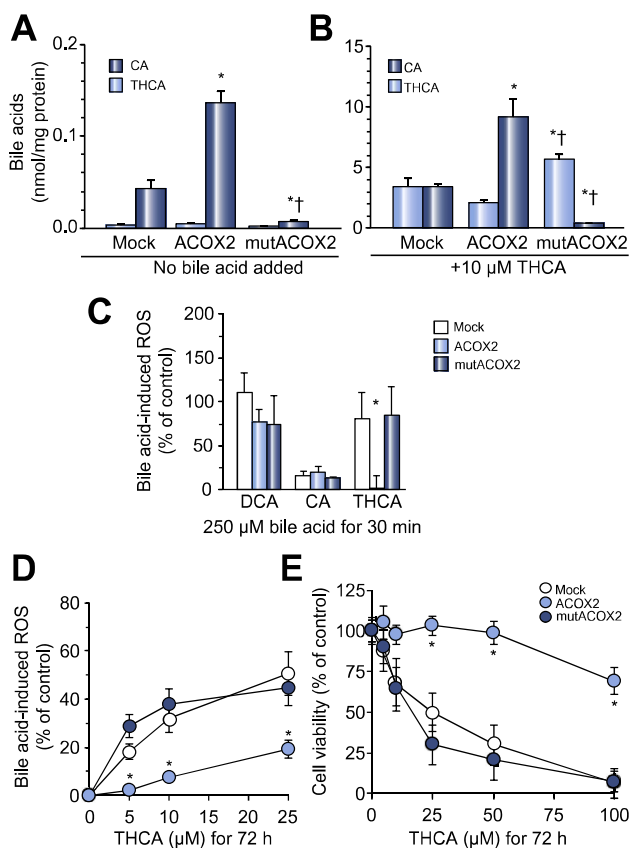 A
Bile acids
(nmol/mg protein)
0.2
0.1
0.0
CA
THCA
*
*†
Mock ACOX2 mutACOX2
No bile acid added
B
15
10
5
0
CA
THCA
*
*†
*†
Mock ACOX2 mutACOX2
+10 µM THCA
C
Bile acid-induced ROS
(% of control)
200
150
100
50
0
Mock
ACOX2
mutACOX2
*
DCA CA THCA
250 µM bile acid for 30 min
D
Bile acid-induced ROS
(% of control)
80
60
40
20
0
*
*
*
0 5 10 15 20 25
THCA (µM) for 72 h
E
Cell viability (% of control)
125
100
75
50
25
0
Mock
ACOX2
mutACOX2
*
*
*
0 25 50 75 100
THCA (µM) for 72 h